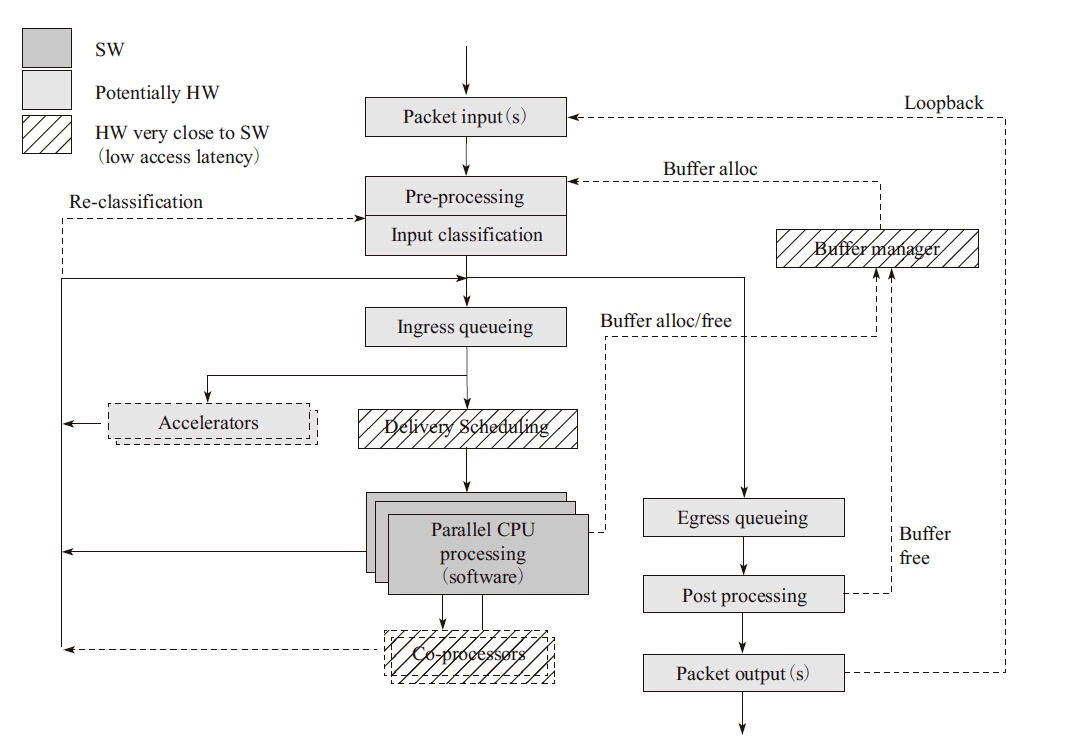 SW
Potentially HW
HW very close to SW
(low access latency)
Loopback
Packet input(s)
Buffer alloc
Pre-processing
Re-classification
Input classification
Buffer manager
Ingress queueing
Buffer alloc/free
Accelerators
Delivery Scheduling
Parallel CPU
processing
(software)
Egress queueing
Buffer
free
Post processing
Co-processors
Packet output(s)